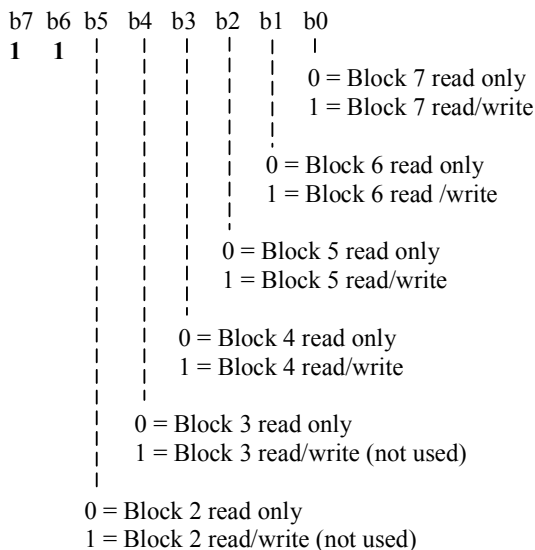 b7 b6 b5 b4 b3 b2 b1 b0
1 1
0 = Block 7 read only
1 = Block 7 read/write
0 = Block 6 read only
1 = Block 6 read /write
0 = Block 5 read only
1 = Block 5 read/write
0 = Block 4 read only
1 = Block 4 read/write
0 = Block 3 read only
1 = Block 3 read/write (not used)
0 = Block 2 read only
1 = Block 2 read/write (not used)